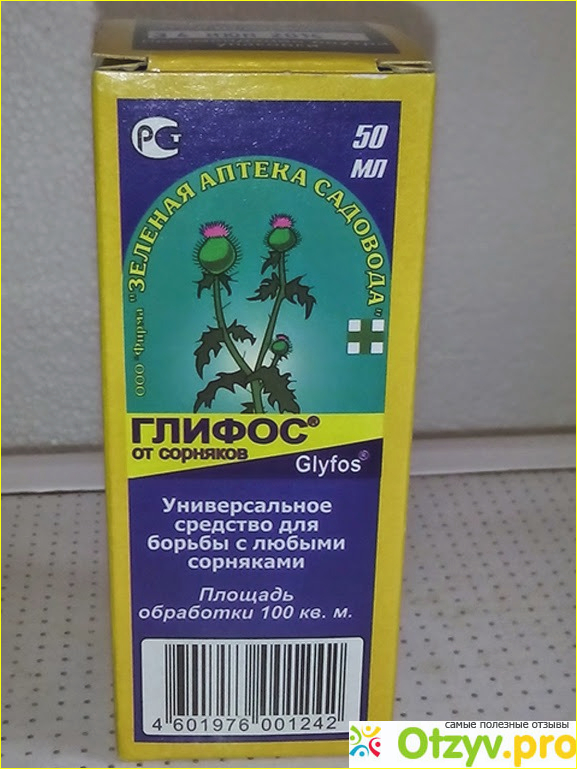 РСТ
50
МЛ
ООО "Фирма "ЗЕЛЕНАЯ АПТЕКА САДОВОДА"
ГЛИФОС®
от сорняков
Glyfos®
Универсальное
средство для
борьбы с любыми
сорняками
Площадь
обработки 100 кв. м.
4 601976 001242
самые полезные отзывы
Otzyv.pro